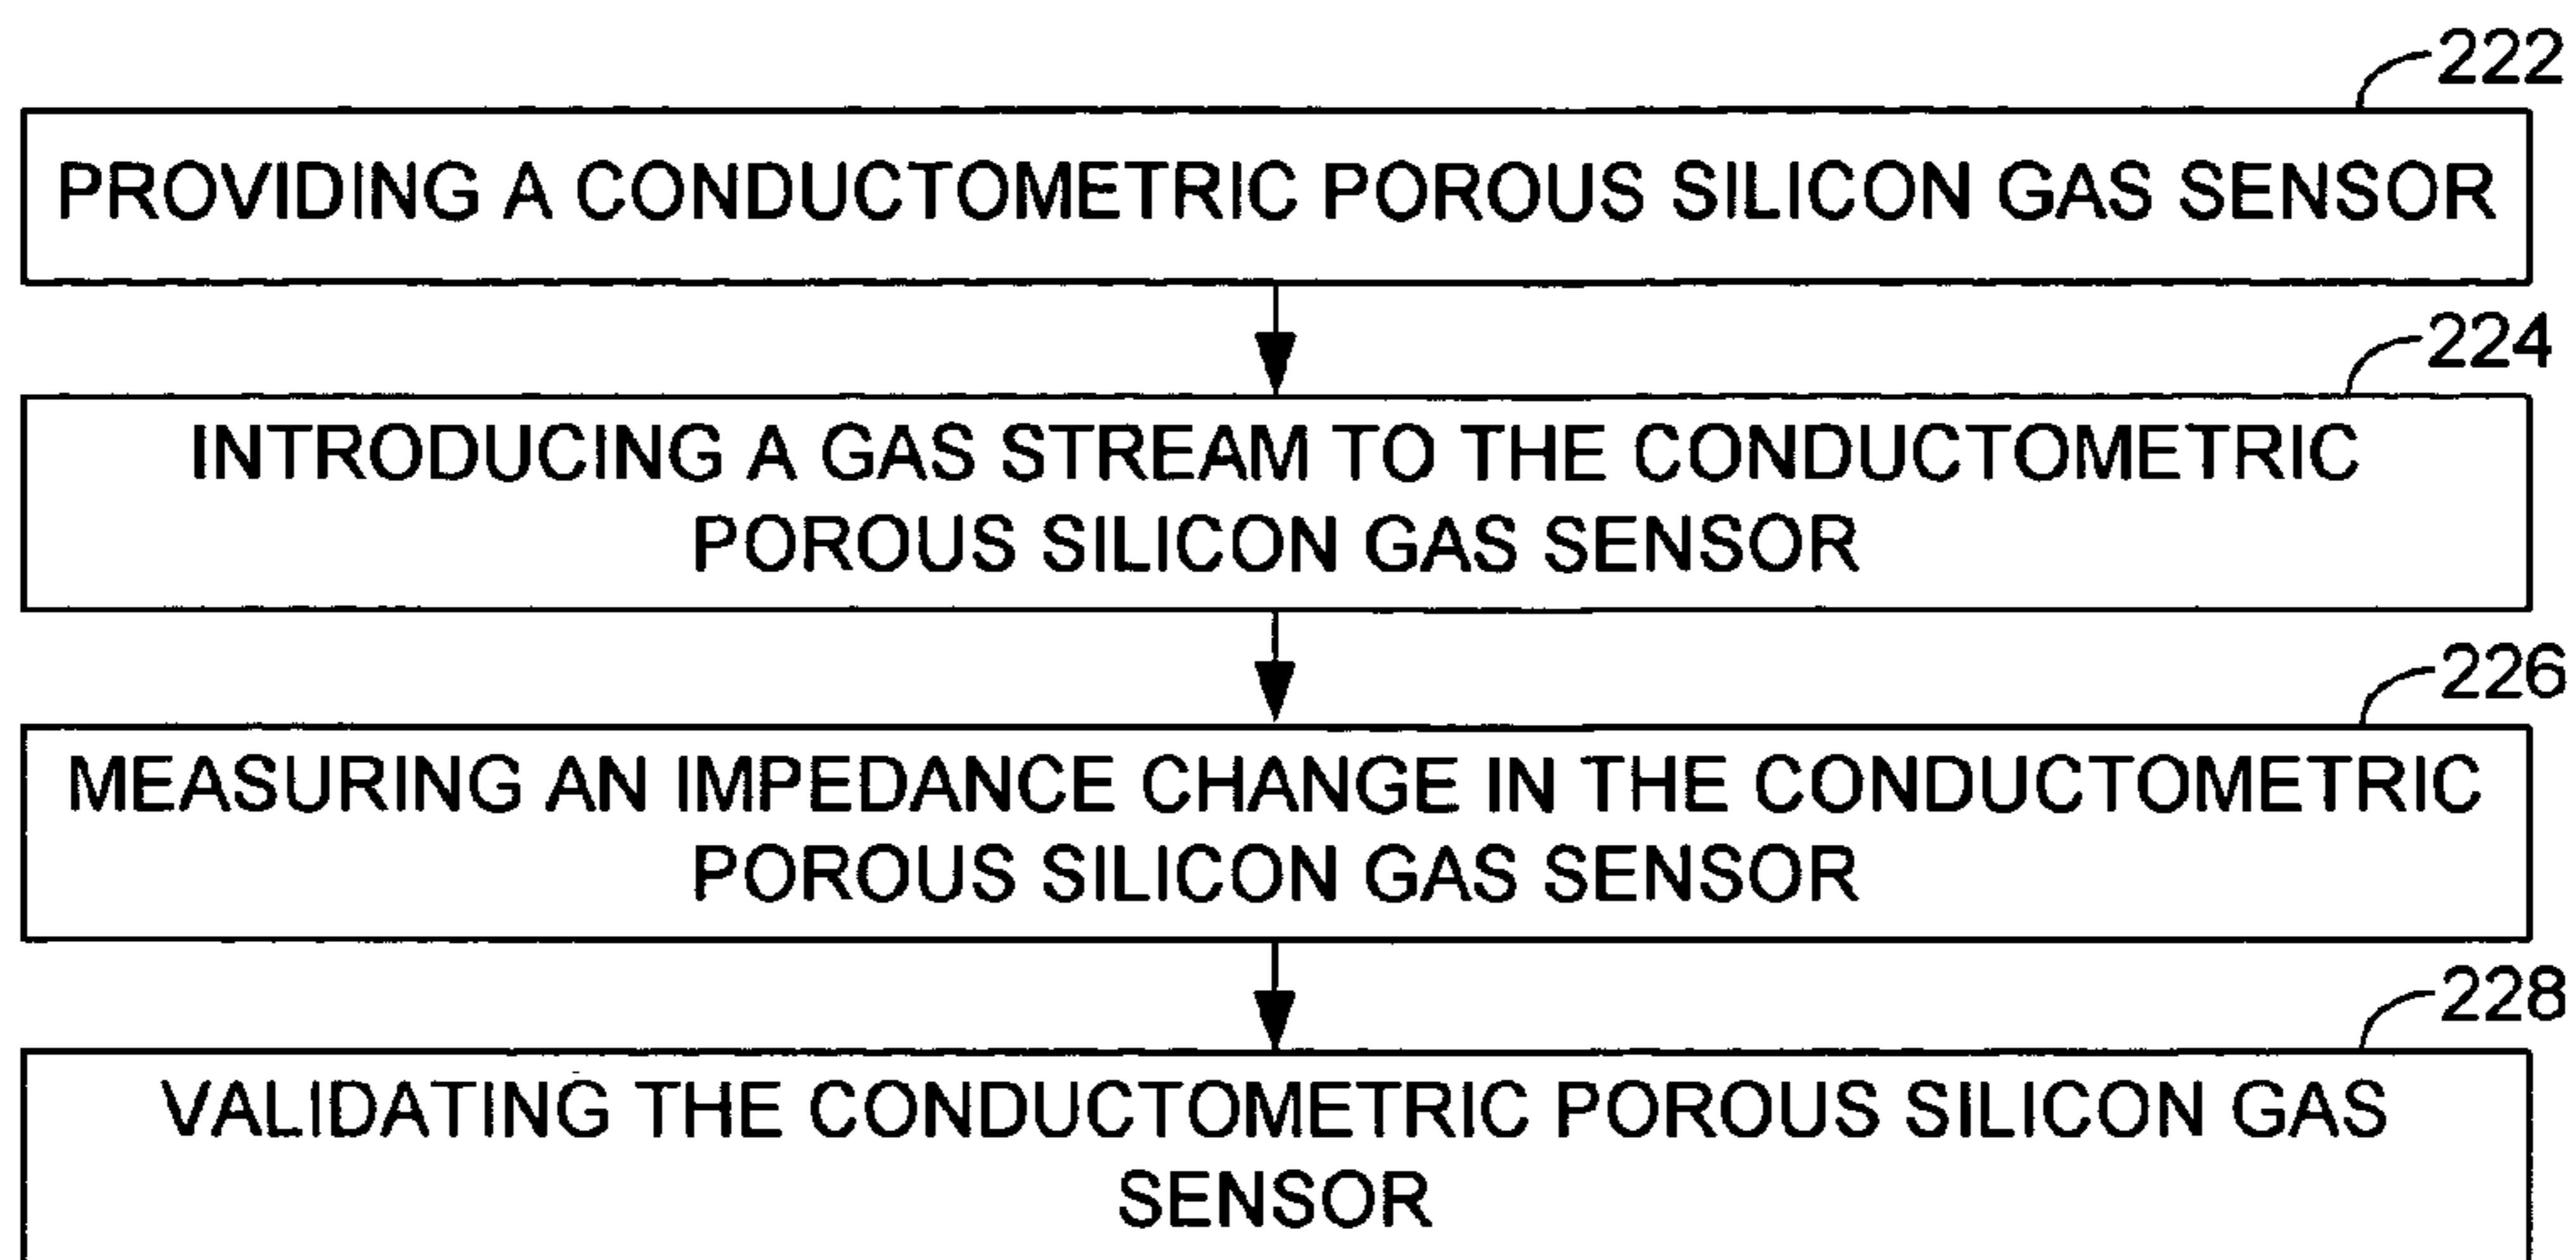 222
PROVIDING A CONDUCTOMETRIC POROUS SILICON GAS SENSOR
224
INTRODUCING A GAS STREAM TO THE CONDUCTOMETRIC
POROUS SILICON GAS SENSOR
226
MEASURING AN IMPEDANCE CHANGE IN THE CONDUCTOMETRIC
POROUS SILICON GAS SENSOR
228
VALIDATING THE CONDUCTOMETRIC POROUS SILICON GAS
SENSOR